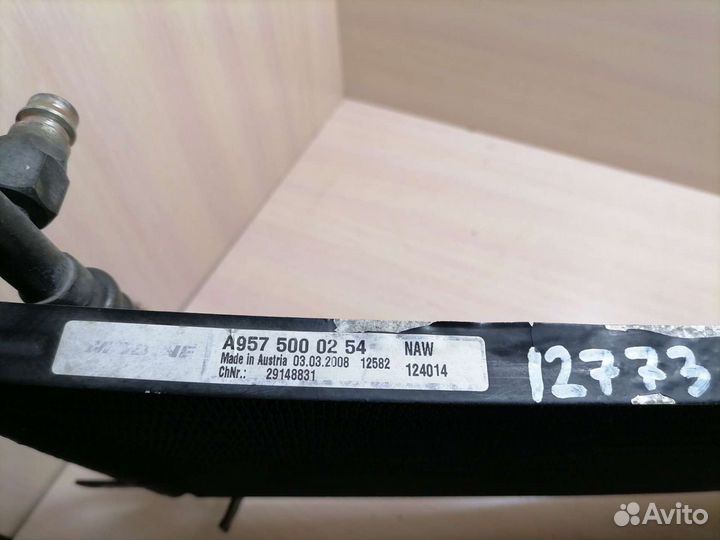 A957 500 02 54 NAW
Made in Austria 03.03.2008 12582 124014
ChNr.: 29148831
12773
Avito